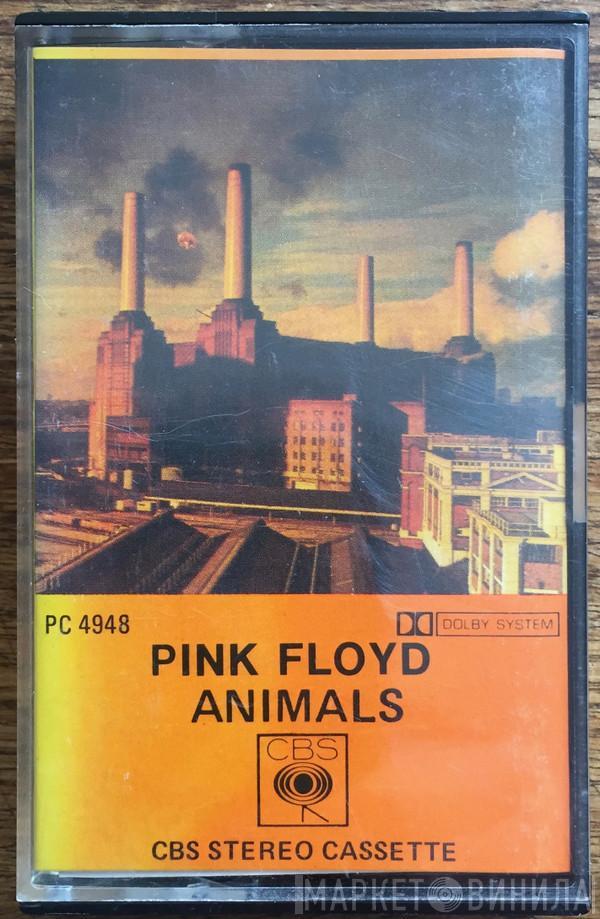 PC 4948
DOLBY SYSTEM
PINK FLOYD
ANIMALS
CBS
CBS STEREO CASSETTE
МАРКЕТ ВИНИЛА